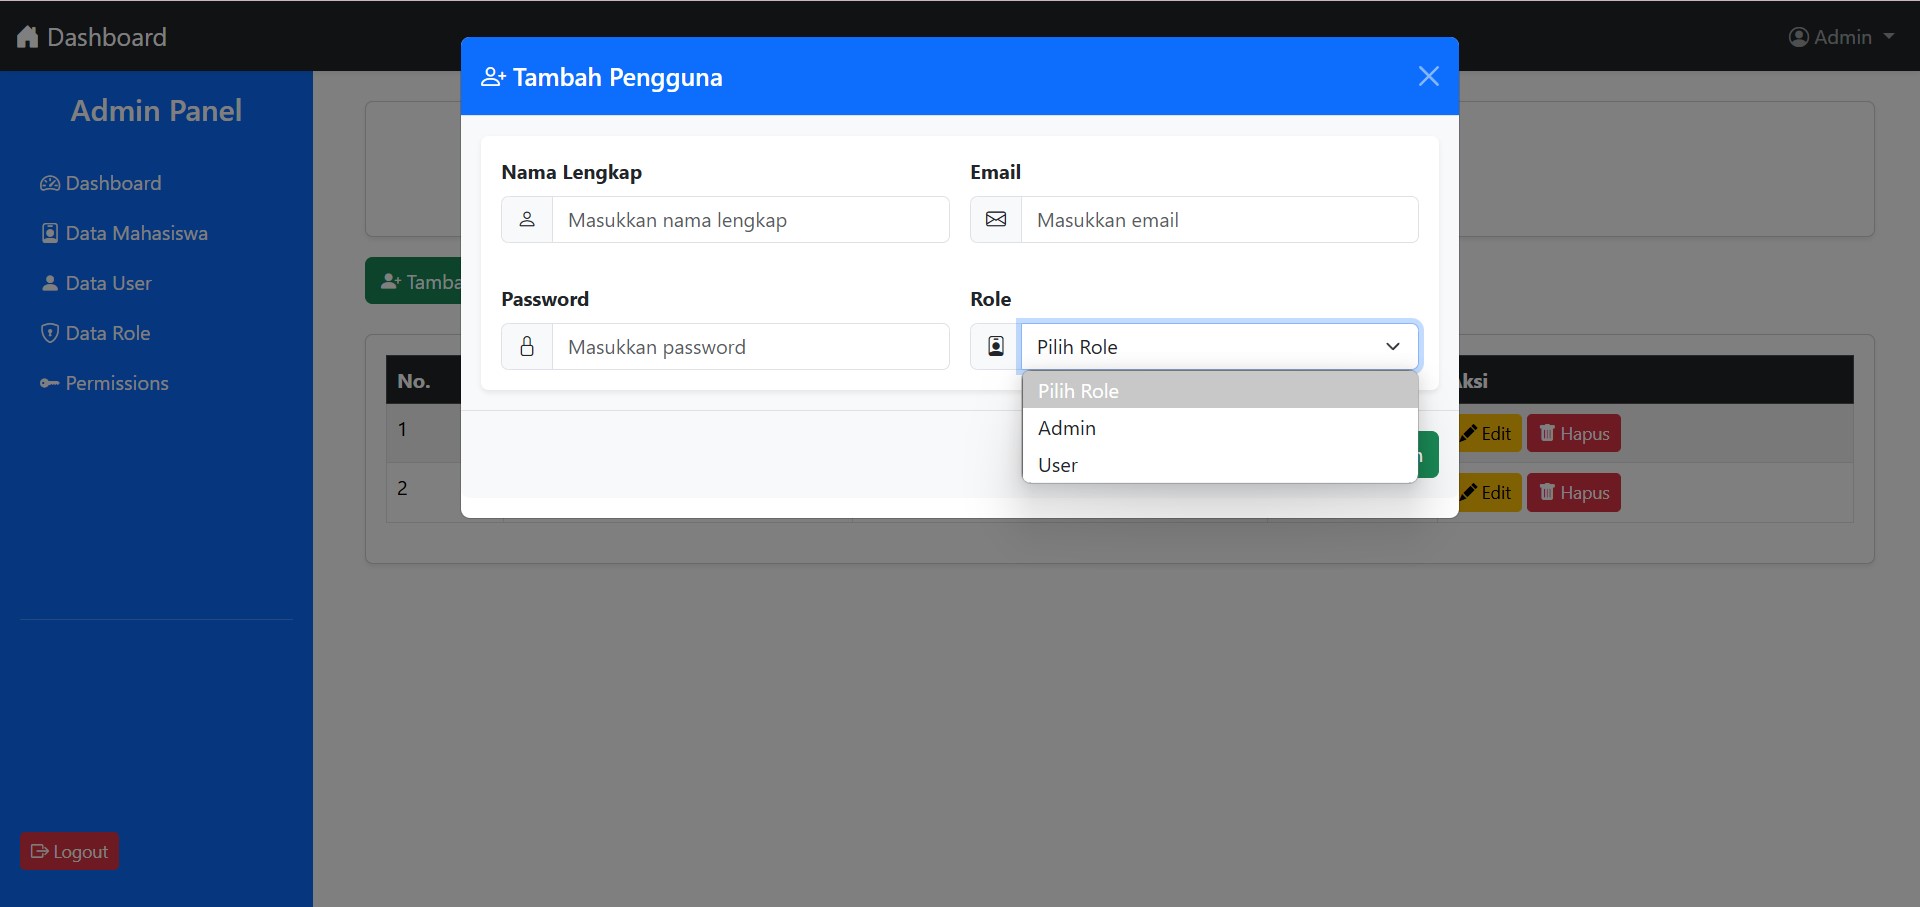 Dashboard
Admin
Admin Panel
Dashboard
Data Mahasiswa
Data User
Data Role
Permissions
Logout
Tambah Pengguna
Nama Lengkap
Email
Masukkan nama lengkap
Masukkan email
Password
Role
Masukkan password
Pilih Role
Pilih Role
Admin
User
No.
1
Edit
Hapus
2
Edit
Hapus